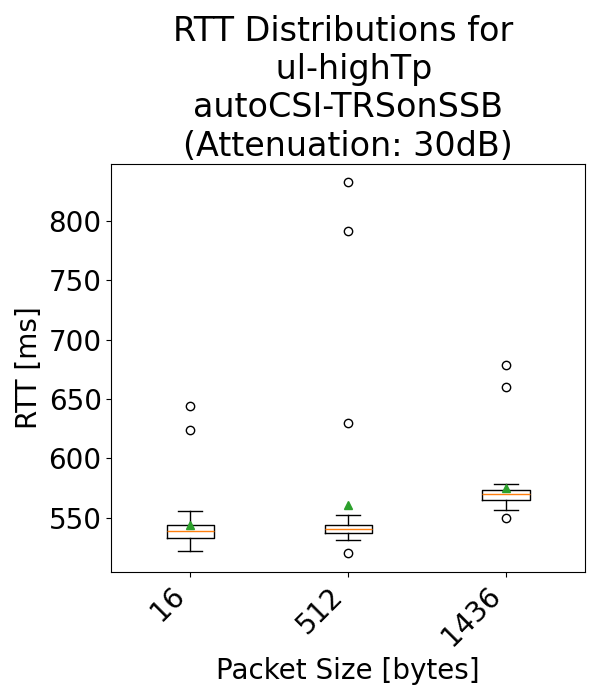 RTT Distributions for
ul-highTp
autoCSI-TRSonSSB
(Attenuation: 30dB)
RTT [ms]
800
750
700
650
600
550
16
512
1436
Packet Size [bytes]